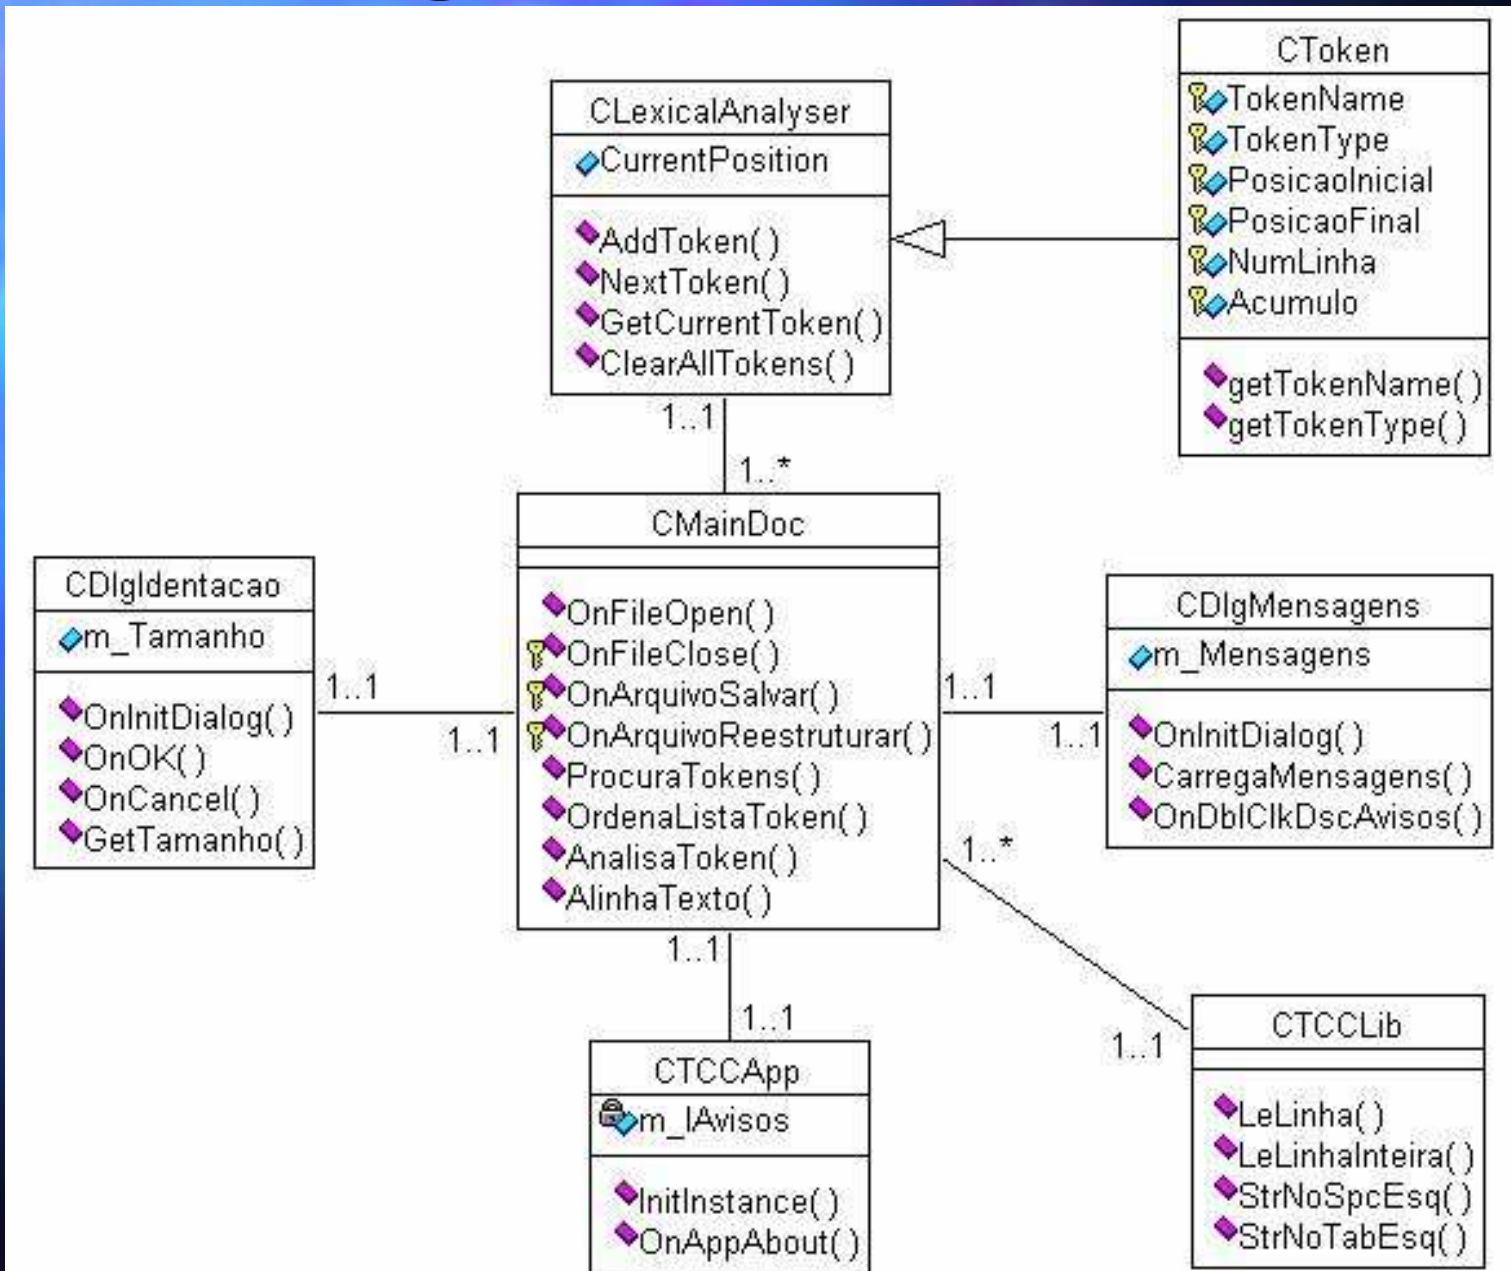 CToken
TokenName
TokenType
PosicaoInicial
PosicaoFinal
NumLinha
Acumulo
getTokenName()
getTokenType()
CLexicalAnalyser
CurrentPosition
AddToken()
NextToken()
GetCurrentToken()
ClearAllTokens()
1..1
1..*
CMainDoc
OnFileOpen()
OnFileClose()
OnArquivoSalvar()
OnArquivoReestruturar()
ProcuraTokens()
OrdenaListaToken()
AnalisaToken()
AlinhaTexto()
CDlgIdentacao
m_Tamanho
OnInitDialog()
OnOK()
OnCancel()
GetTamanho()
1..1
1..1
CDlgMensagens
m_Mensagens
OnInitDialog()
CarregaMensagens()
OnDblClkDscAvisos()
1..1
1..1
1..*
1..1
CTCCLib
LeLinha()
LeLinhaInteira()
StrNoSpcEsq()
StrNoTabEsq()
1..1
1..1
CTCCApp
m_lAvisos
InitInstance()
OnAppAbout()